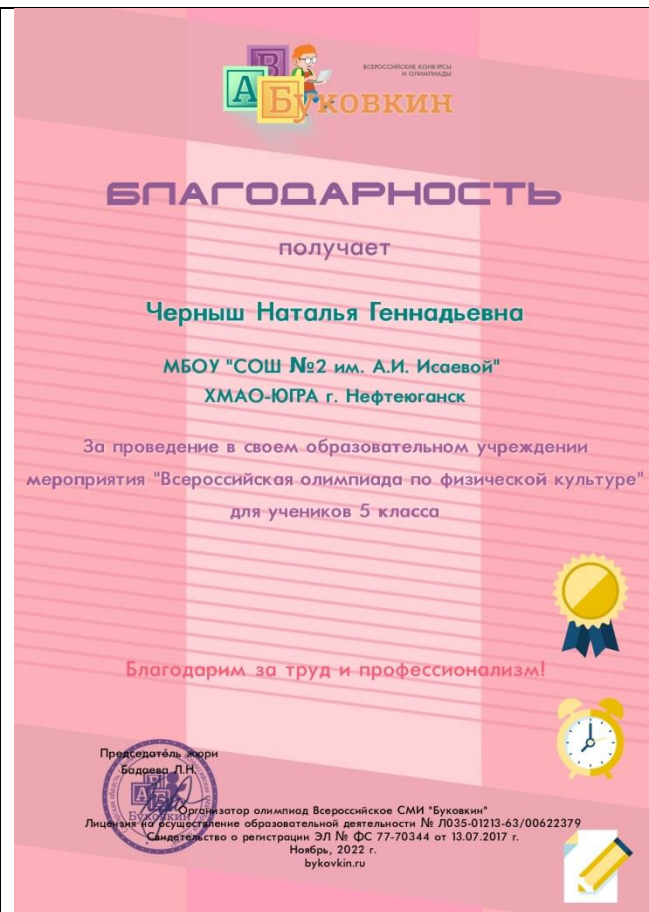 ВСЕРОССИЙСКИЕ КОНКУРСЫ
И ОЛИМПИАДЫ
В
А
Буковкин
БЛАГОДАРНОСТЬ
получает
Черныш Наталья Геннадьевна
МБОУ "СОШ №2 им. А.И. Исаевой"
ХМАО-ЮГРА г. Нефтеюганск
За проведение в своем образовательном учреждении
мероприятия "Всероссийская олимпиада по физической культуре"
для учеников 5 класса
Благодарим за труд и профессионализм!
Председатель жюри
Бадаева Л.Н.
Буковкин
Организатор олимпиад Всероссийское СМИ "Буковкин"
Лицензия на осуществление образовательной деятельности № Л035-01213-63/00622379
Свидетельство о регистрации ЭЛ № ФС 77-70344 от 13.07.2017 г.
Ноябрь, 2022 г.
bykovkin.ru